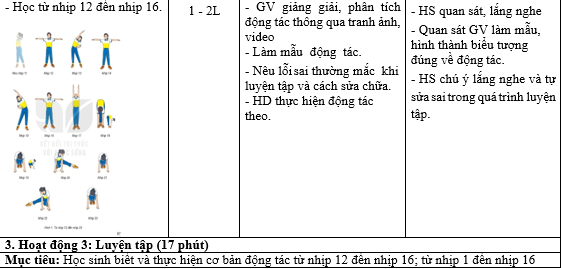 - Học từ nhịp 12 đến nhịp 16.
1 - 2L
- GV giảng giải, phân tích
động tác thông qua tranh ảnh,
video
- Làm mẫu động tác.
- Nêu lỗi sai thường mắc khi
luyện tập và cách sửa chữa.
- HD thực hiện động tác
theo.
- HS quan sát, lắng nghe
- Quan sát GV làm mẫu,
hình thành biểu tượng
đúng về động tác.
- HS chú ý lắng nghe và tự
sửa sai trong quá trình luyện
tập.
3. Hoạt động 3: Luyện tập (17 phút)
Mục tiêu: Học sinh biết và thực hiện cơ bản động tác từ nhịp 12 đến nhịp 16; từ nhịp 1 đến nhịp 16